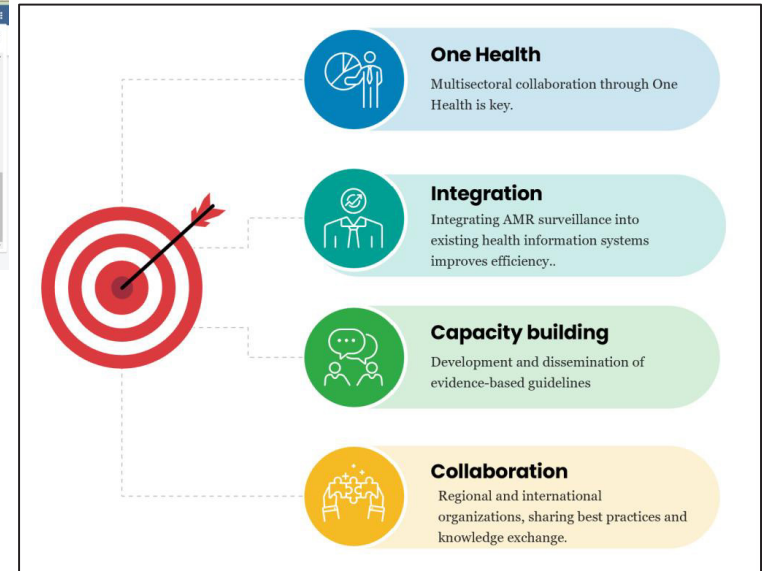 One Health
Multisectoral collaboration through One
Health is key.
Integration
Integrating AMR surveillance into
existing health information systems
improves efficiency..
Capacity building
Development and dissemination of
evidence-based guidelines
Collaboration
Regional and international
organizations, sharing best practices and
knowledge exchange.